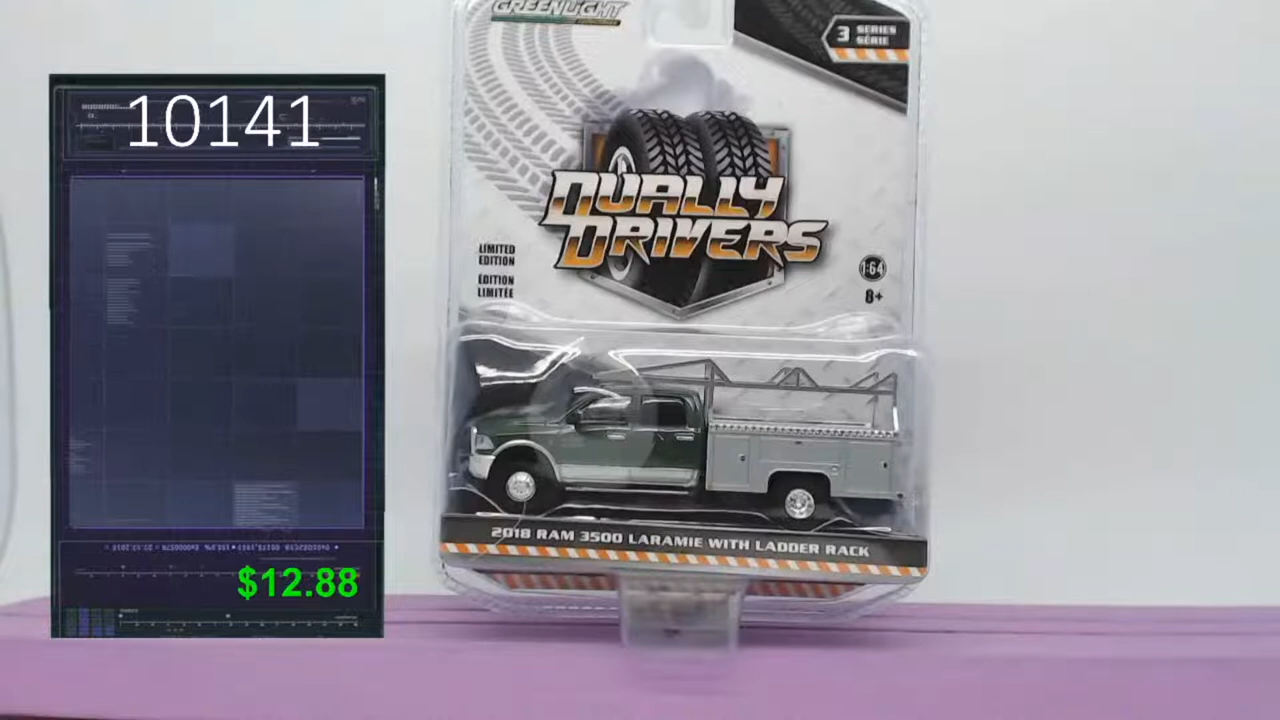 10141
$12.88
GREENLIGHT
3 SERIES
SÉRIE
DUALLY
DRIVERS
LIMITED
EDITION
ÉDITION
LIMITÉE
1:64
8+
2018 RAM 3500 LARAMIE WITH LADDER RACK